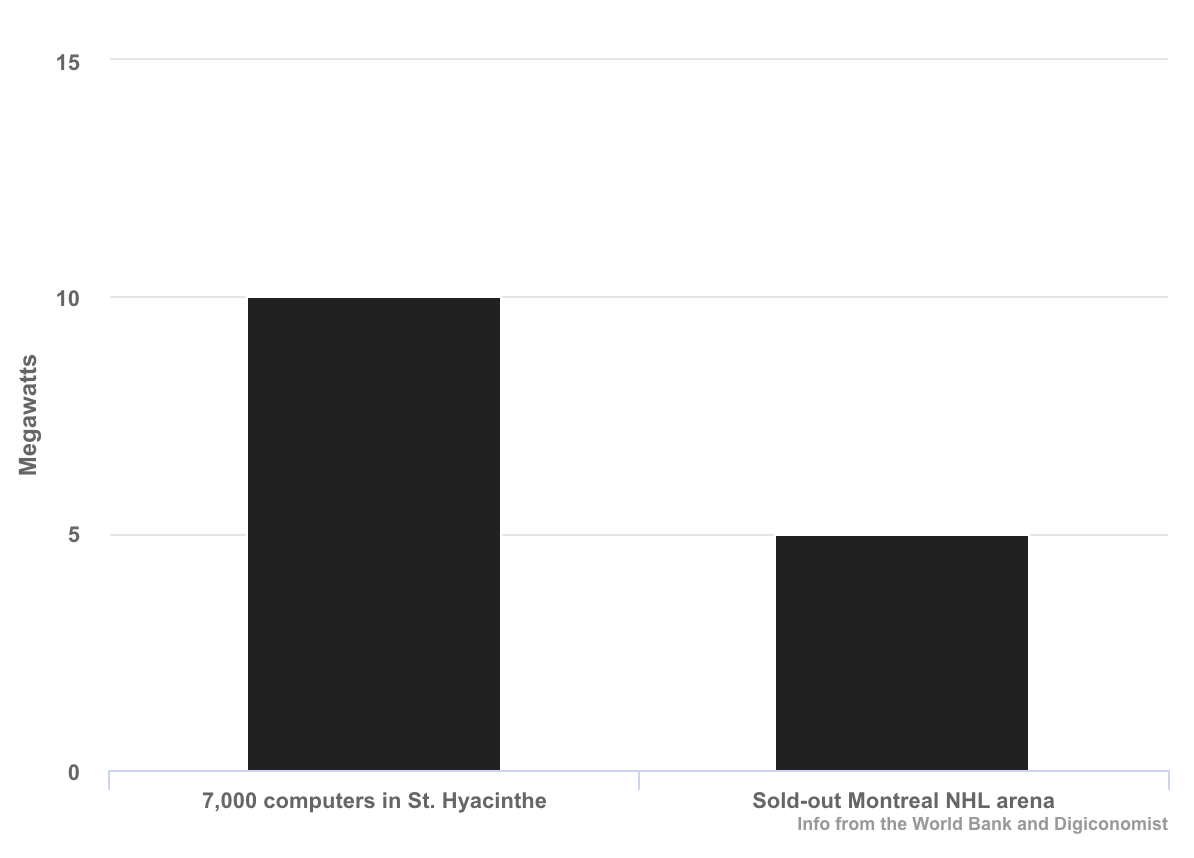 15
10
Megawatts
5
0
7,000 computers in St. Hyacinthe
Sold-out Montreal NHL arena
Info from the World Bank and Digiconomist